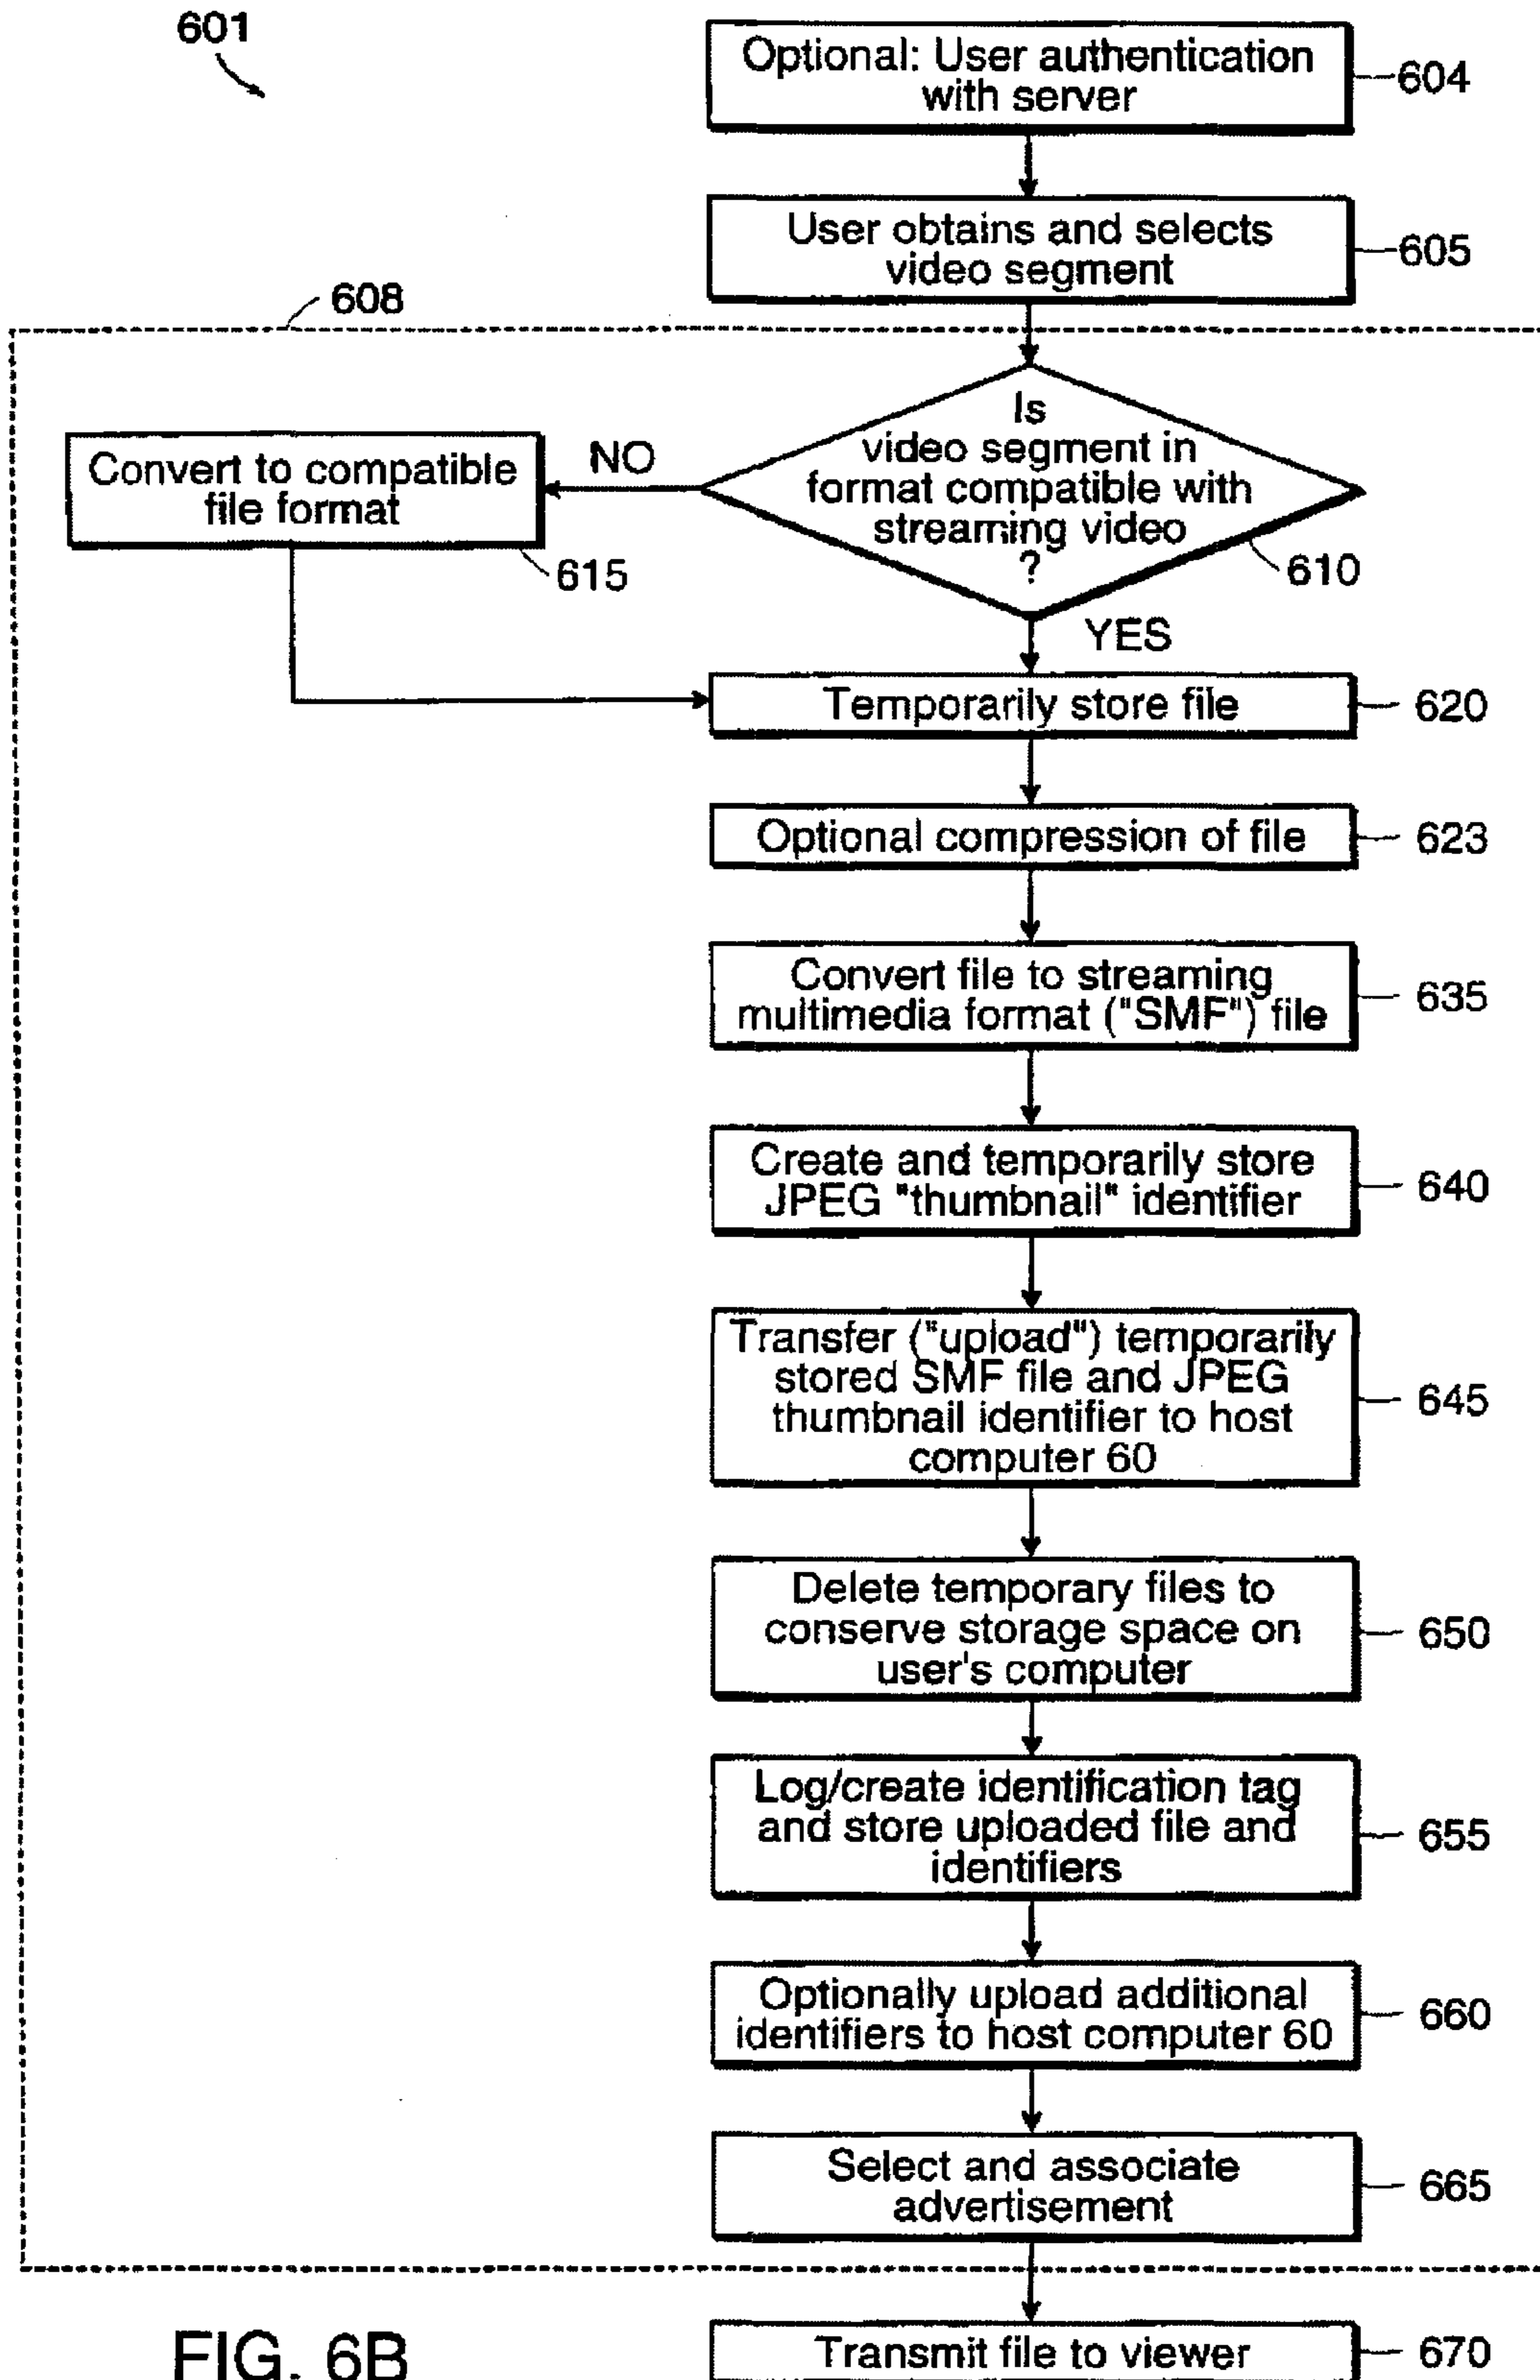 601
Optional: User authentication
with server
604
User obtains and selects
video segment
605
608
Is
video segment in
format compatible with
streaming video
?
610
NO
Convert to compatible
file format
615
YES
Temporarily store file
620
Optional compression of file
623
Convert file to streaming
multimedia format ("SMF") file
635
Create and temporarily store
JPEG "thumbnail" identifier
640
Transfer ("upload") temporarily
stored SMF file and JPEG
thumbnail identifier to host
computer 60
645
Delete temporary files to
conserve storage space on
user's computer
650
Log/create identification tag
and store uploaded file and
identifiers
655
Optionally upload additional
identifiers to host computer 60
660
Select and associate
advertisement
665
Transmit file to viewer
670
FIG. 6B